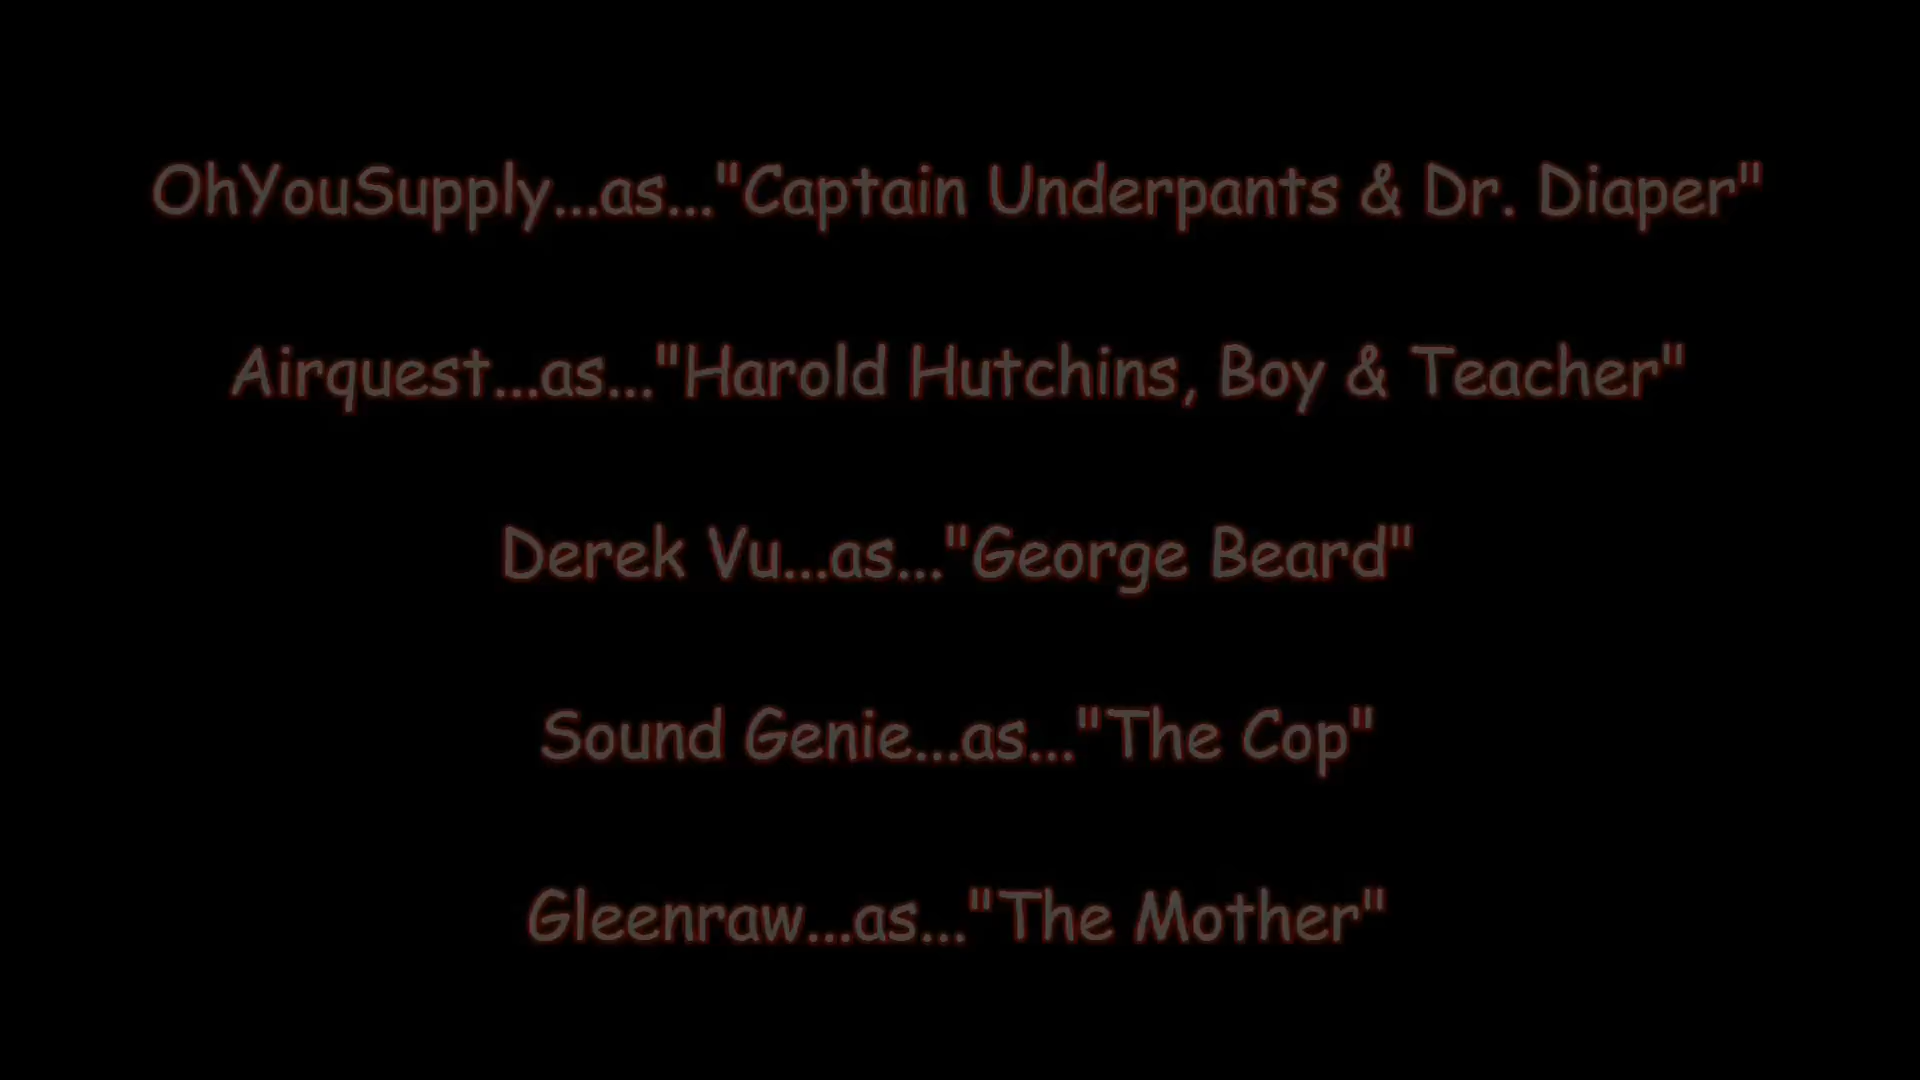 OhYouSupply...as..."Captain Underpants & Dr. Diaper"
Airquest...as..."Harold Hutchins, Boy & Teacher"
Derek Vu...as..."George Beard"
Sound Genie...as..."The Cop"
Gleenraw...as..."The Mother"